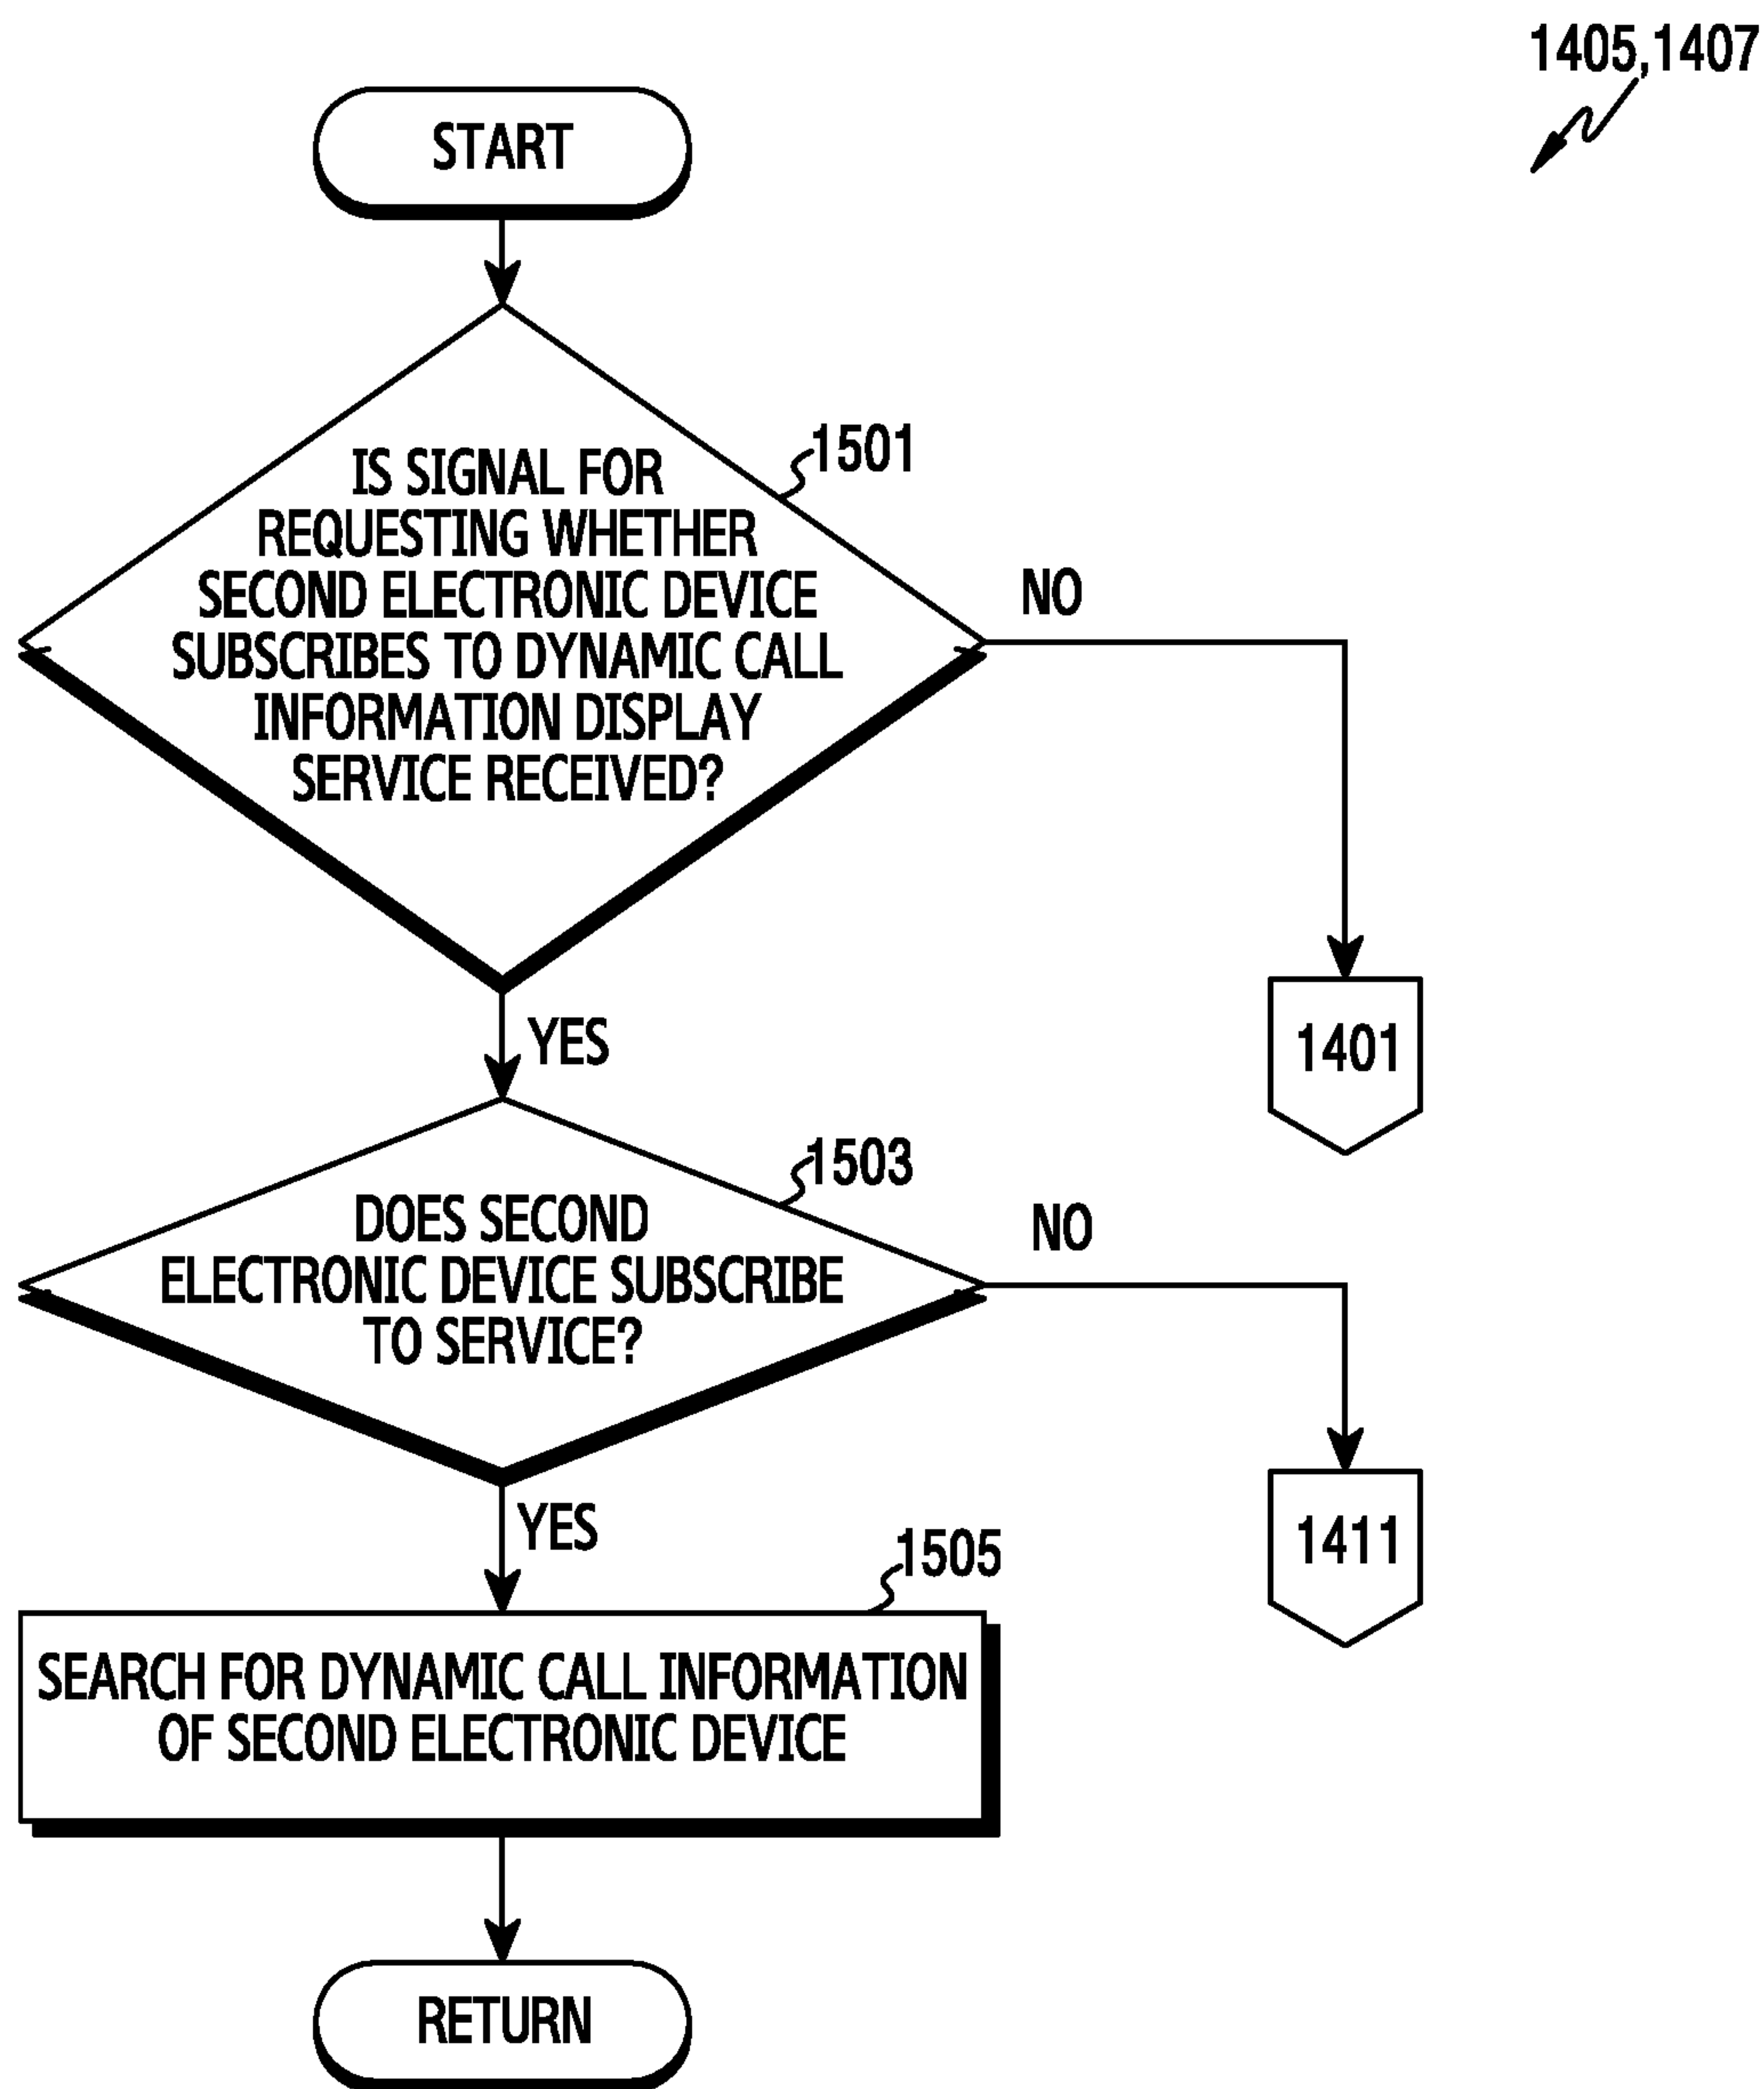 1405,1407
START
1501
IS SIGNAL FOR
REQUESTING WHETHER
SECOND ELECTRONIC DEVICE
SUBSCRIBES TO DYNAMIC CALL
INFORMATION DISPLAY
SERVICE RECEIVED?
NO
1401
YES
1503
DOES SECOND
ELECTRONIC DEVICE SUBSCRIBE
TO SERVICE?
NO
1411
YES
1505
SEARCH FOR DYNAMIC CALL INFORMATION
OF SECOND ELECTRONIC DEVICE
RETURN